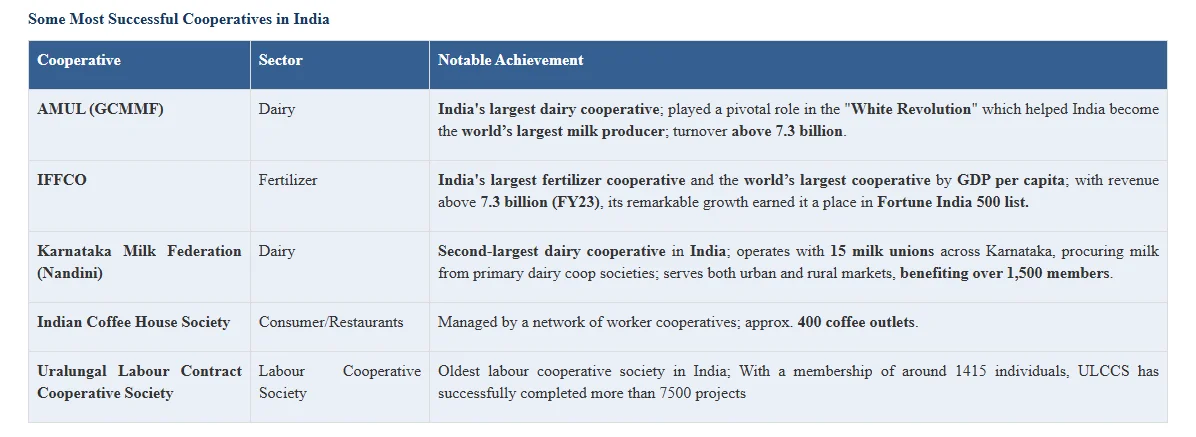 Some Most Successful Cooperatives in India
Cooperative Sector Notable Achievement
AMUL (GCMMF) Dairy India's largest dairy cooperative; played a pivotal role in the "White Revolution" which helped India become
the world’s largest milk producer; turnover above 7.3 billion.
IFFCO Fertilizer India's largest fertilizer cooperative and the world’s largest cooperative by GDP per capita; with revenue
above 7.3 billion (FY23), its remarkable growth earned it a place in Fortune India 500 list.
Karnataka Milk Federation Dairy Second-largest dairy cooperative in India; operates with 15 milk unions across Karnataka, procuring milk
(Nandini) from primary dairy coop societies; serves both urban and rural markets, benefiting over 1,500 members.
Indian Coffee House Society Consumer/Restaurants Managed by a network of worker cooperatives; approx. 400 coffee outlets.
Uralungal Labour Contract Labour Cooperative Oldest labour cooperative society in India; With a membership of around 1415 individuals, ULCCS has
Cooperative Society Society successfully completed more than 7500 projects